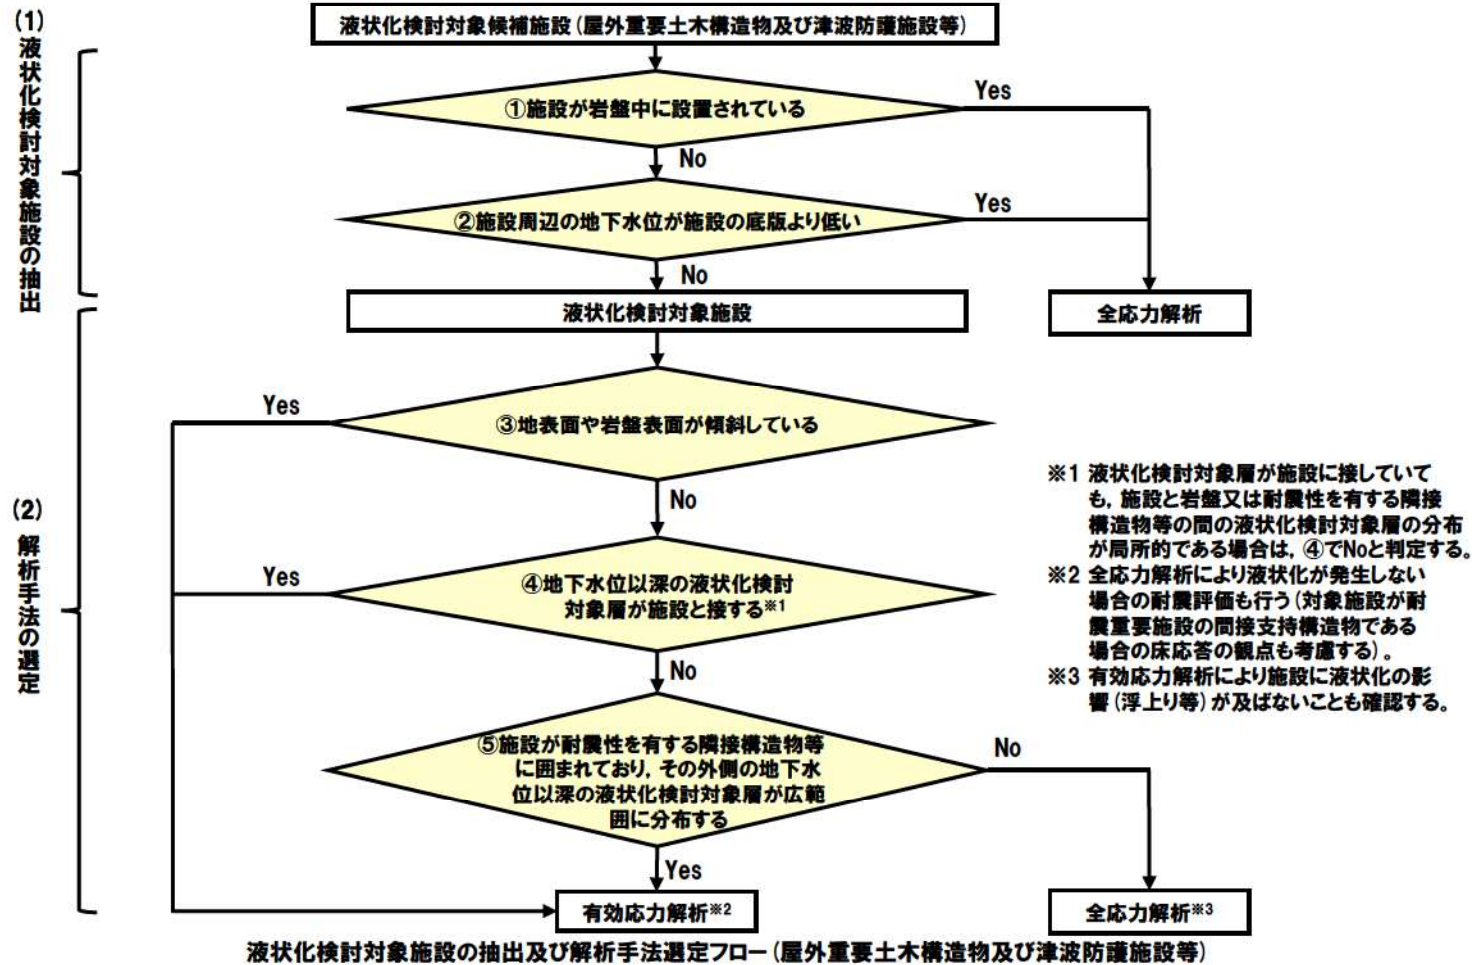 (1)液状化検討対象施設の抽出
液状化検討対象候補施設(屋外重要土木構造物及び津波防護施設等)
①施設が岩盤中に設置されている
Yes
No
②施設周辺の地下水位が施設の底版より低い
Yes
No
液状化検討対象施設
全応力解析
(2)解析手法の選定
③地表面や岩盤表面が傾斜している
Yes
No
④地下水位以深の液状化検討
対象層が施設と接する※1
Yes
No
⑤施設が耐震性を有する隣接構造物等
に囲まれており，その外側の地下水
位以深の液状化検討対象層が広範
囲に分布する
No
Yes
有効応力解析※2
全応力解析※3
※1 液状化検討対象層が施設に接していて
も，施設と岩盤又は耐震性を有する隣接
構造物等の間の液状化検討対象層の分布
が局所的である場合は，④でNoと判定する。
※2 全応力解析により液状化が発生しない
場合の耐震評価も行う(対象施設が耐
震重要施設の間接支持構造物である
場合の床応答の観点も考慮する)。
※3 有効応力解析により施設に液状化の影
響(浮上り等)が及ばないことも確認する。
液状化検討対象施設の抽出及び解析手法選定フロー(屋外重要土木構造物及び津波防護施設等)